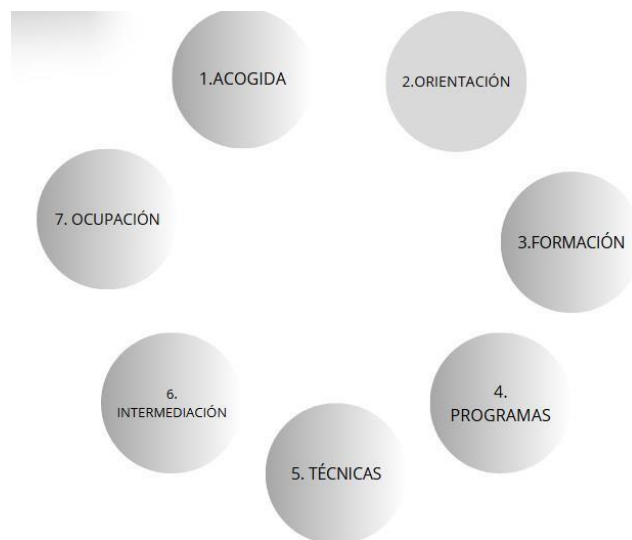 1.ACOGIDA
2.ORIENTACIÓN
3.FORMACIÓN
4.
PROGRAMAS
5. TÉCNICAS
6.
INTERMEDIACIÓN
7. OCUPACIÓN